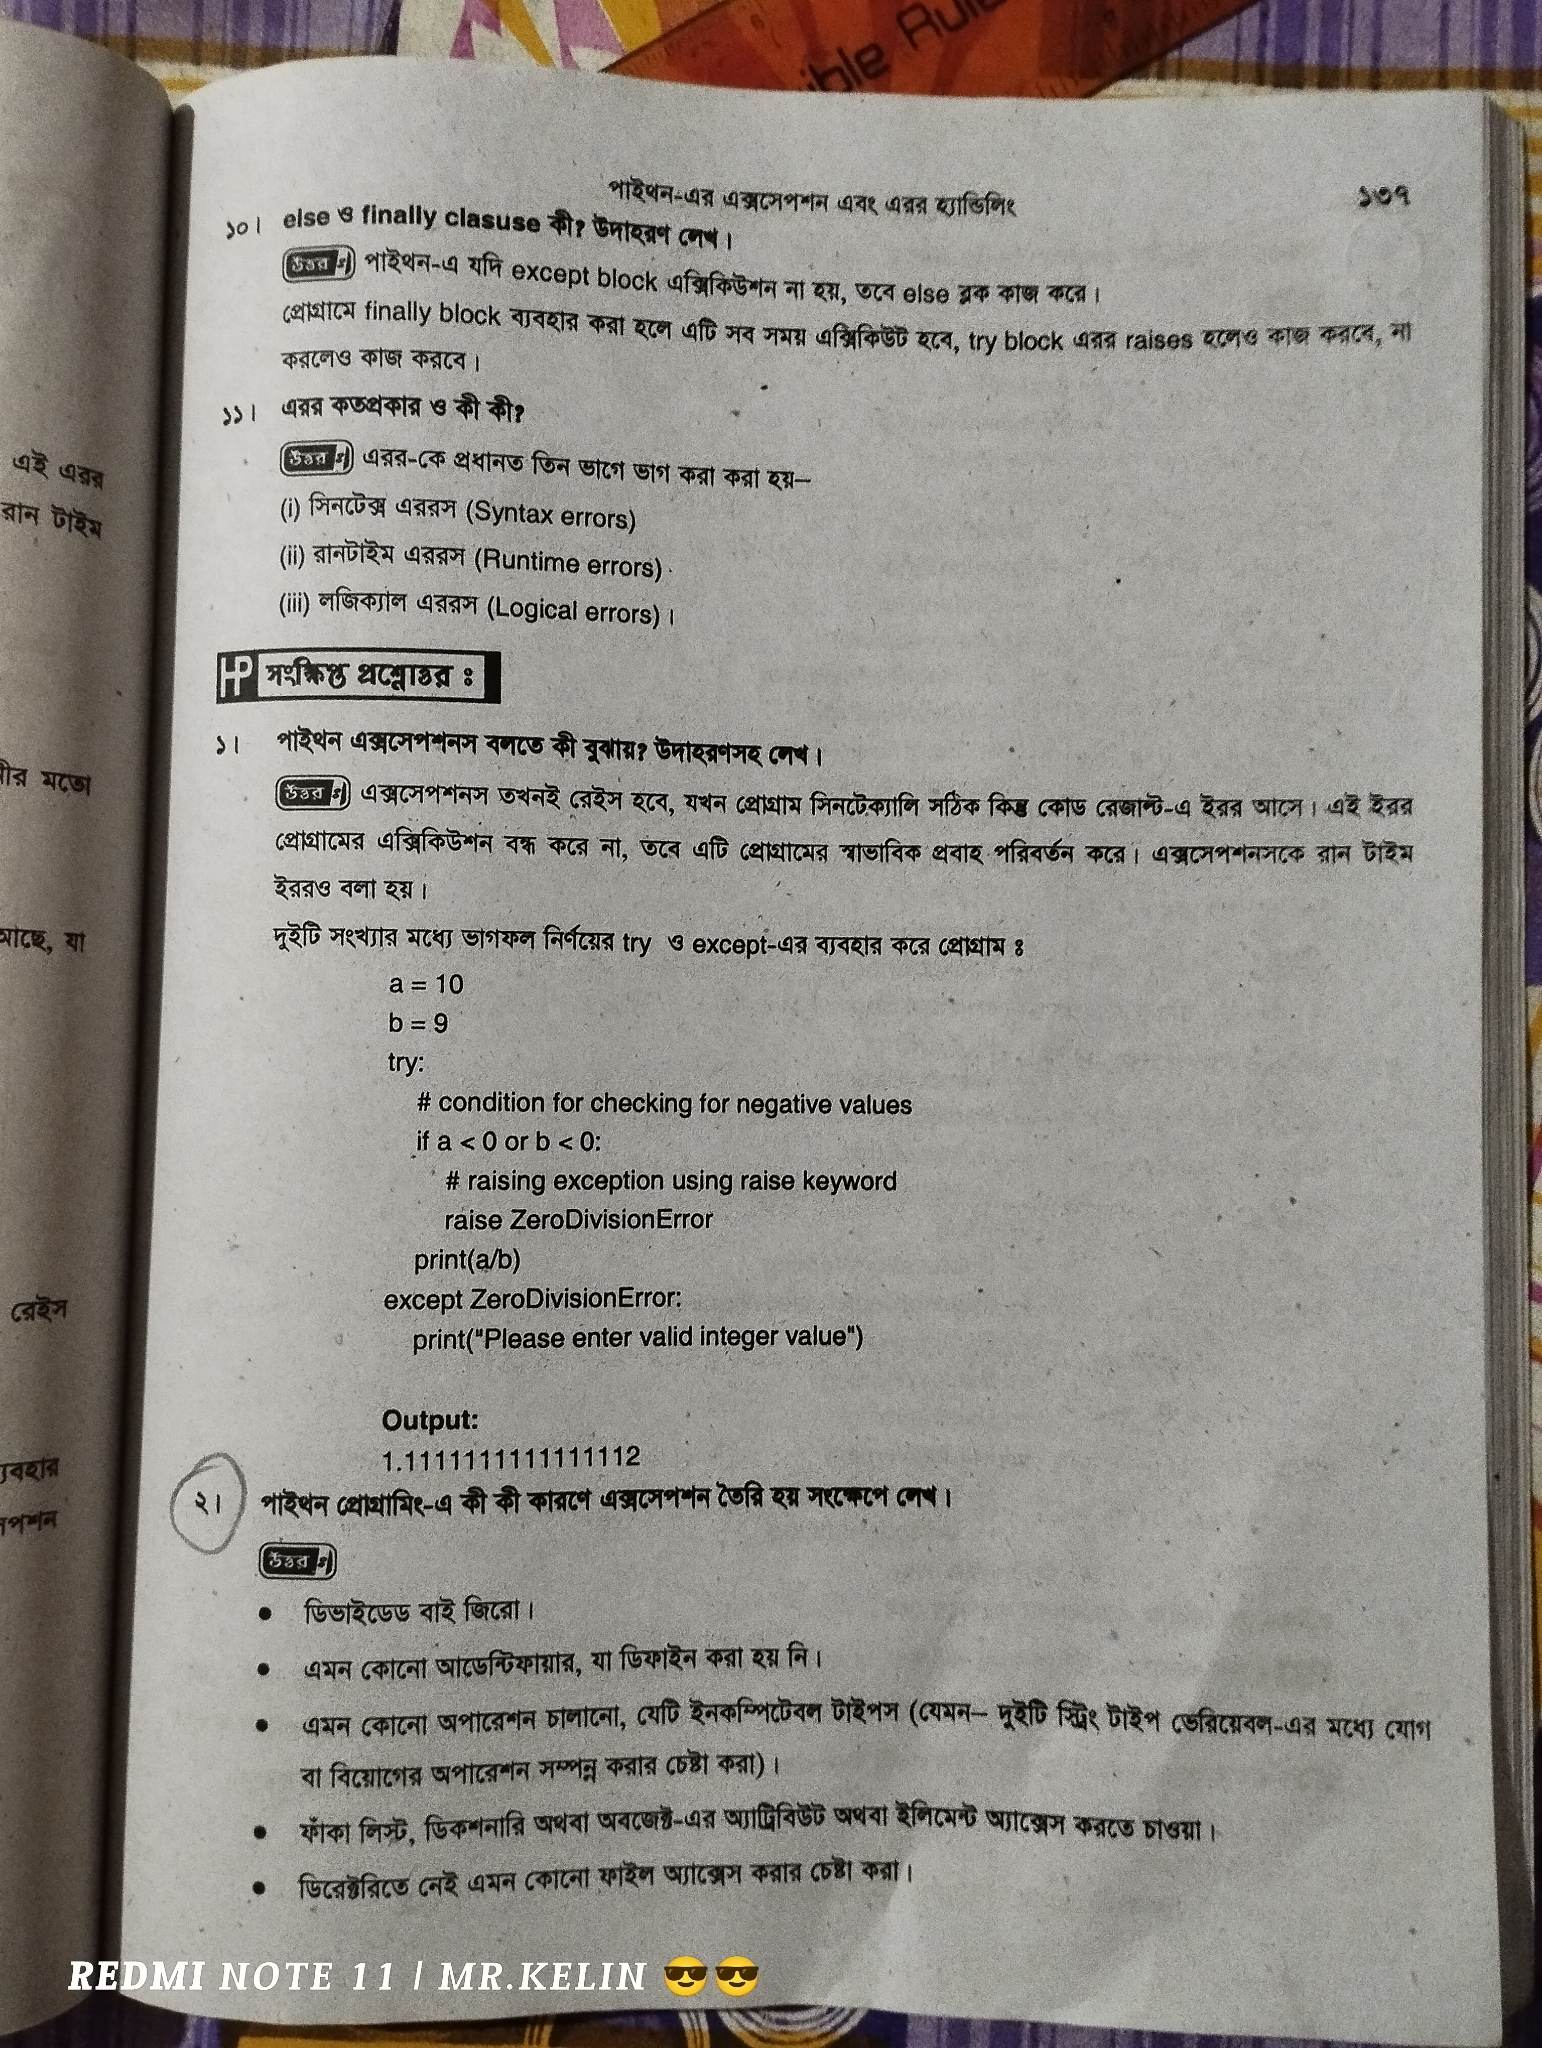 ible Rule
পাইথন-এর এক্সসেপশন এবং এরর হ্যান্ডিলিং
১৩৭
১০। else ও finally clasuse কী? উদাহরণ লেখ।
উত্তর ঃ পাইথন-এ যদি except block এক্সিকিউশন না হয়, তবে else ব্লক কাজ করে।
প্রোগ্রামে finally block ব্যবহার করা হলে এটি সব সময় এক্সিকিউট হবে, try block এরর raises হলেও কাজ করবে, না
করলেও কাজ করবে।
১১। এরর কতপ্রকার ও কী কী?
উত্তর ঃ এরর-কে প্রধানত তিন ভাগে ভাগ করা করা হয়–
(i) সিনটেক্স এররস (Syntax errors)
(ii) রানটাইম এররস (Runtime errors)
(iii) লজিক্যাল এররস (Logical errors)।
HP সংক্ষিপ্ত প্রশ্নোত্তর ঃ
১। পাইথন এক্সসেপশনস বলতে কী বুঝায়? উদাহরণসহ লেখ।
উত্তর ঃ এক্সসেপশনস তখনই রেইস হবে, যখন প্রোগ্রাম সিনটেক্যালি সঠিক কিন্তু কোড রেজাল্ট-এ ইরর আসে। এই ইরর
প্রোগ্রামের এক্সিকিউশন বন্ধ করে না, তবে এটি প্রোগ্রামের স্বাভাবিক প্রবাহ পরিবর্তন করে। এক্সসেপশনসকে রান টাইম
ইররও বলা হয়।
দুইটি সংখ্যার মধ্যে ভাগফল নির্ণয়ের try ও except-এর ব্যবহার করে প্রোগ্রাম ঃ
a = 10
b = 9
try:
# condition for checking for negative values
if a < 0 or b < 0:
# raising exception using raise keyword
raise ZeroDivisionError
print(a/b)
except ZeroDivisionError:
print("Please enter valid integer value")
Output:
1.1111111111111112
২। পাইথন প্রোগ্রামিং-এ কী কী কারণে এক্সসেপশন তৈরি হয় সংক্ষেপে লেখ।
উত্তর ঃ
• ডিভাইডেড বাই জিরো।
• এমন কোনো আডেন্টিফায়ার, যা ডিফাইন করা হয় নি।
• এমন কোনো অপারেশন চালানো, যেটি ইনকম্পিটেবল টাইপস (যেমন– দুইটি স্ট্রিং টাইপ ভেরিয়েবল-এর মধ্যে যোগ
বা বিয়োগের অপারেশন সম্পন্ন করার চেষ্টা করা)।
• ফাঁকা লিস্ট, ডিকশনারি অথবা অবজেক্ট-এর অ্যাট্রিবিউট অথবা ইলিমেন্ট অ্যাক্সেস করতে চাওয়া।
• ডিরেক্টরিতে নেই এমন কোনো ফাইল অ্যাক্সেস করার চেষ্টা করা।
এই এরর
রান টাইম
মতো
আছে, যা
রেইস
REDMI NOTE 11 | MR.KELIN 😎😎